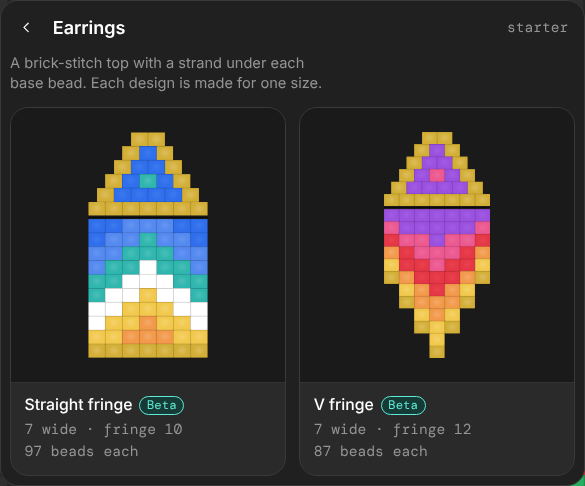 Earrings
starter
A brick-stitch top with a strand under each
base bead. Each design is made for one size.
Straight fringe Beta
7 wide · fringe 10
97 beads each
V fringe Beta
7 wide · fringe 12
87 beads each